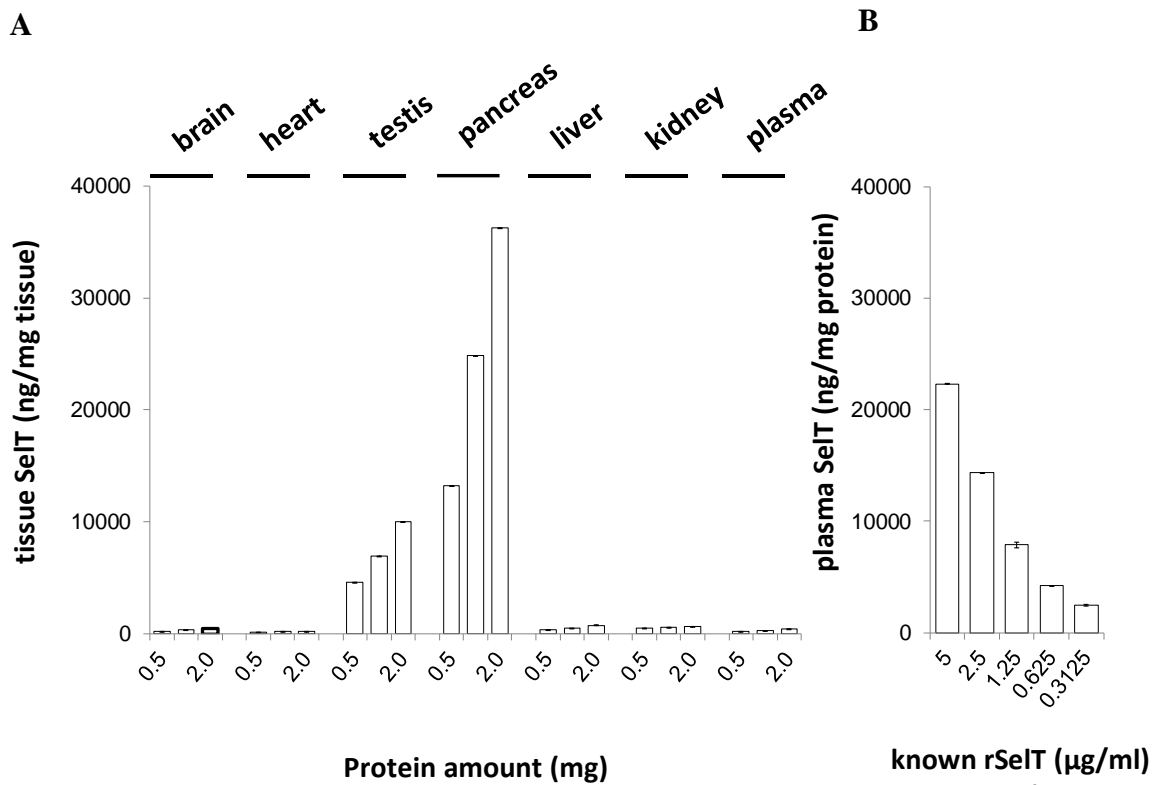 A
B
brain
heart
testis
pancreas
liver
kidney
plasma
tissue SelT (ng/mg tissue)
40000
30000
20000
10000
0
0.5
2.0
0.5
2.0
0.5
2.0
0.5
2.0
0.5
2.0
0.5
2.0
0.5
2.0
Protein amount (mg)
plasma SelT (ng/mg protein)
40000
30000
20000
10000
0
5
2.5
1.25
0.625
0.3125
known rSelT (µg/ml)